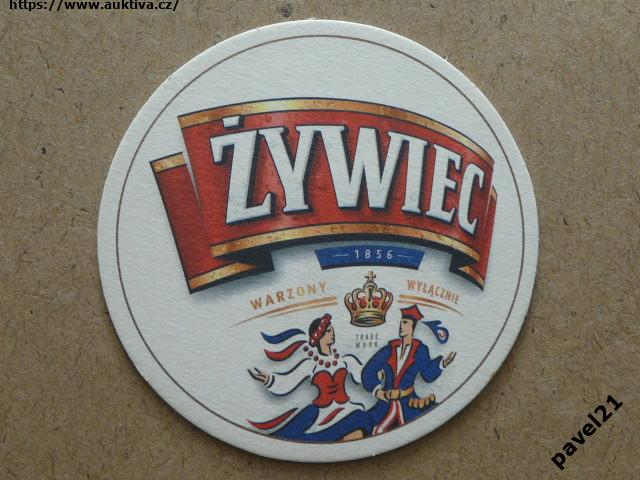 https://www.auktiva.cz/
ŻYWIEC
1856
WARZONY WYŁĄCZNIE
TRADE
MARK
pavel21